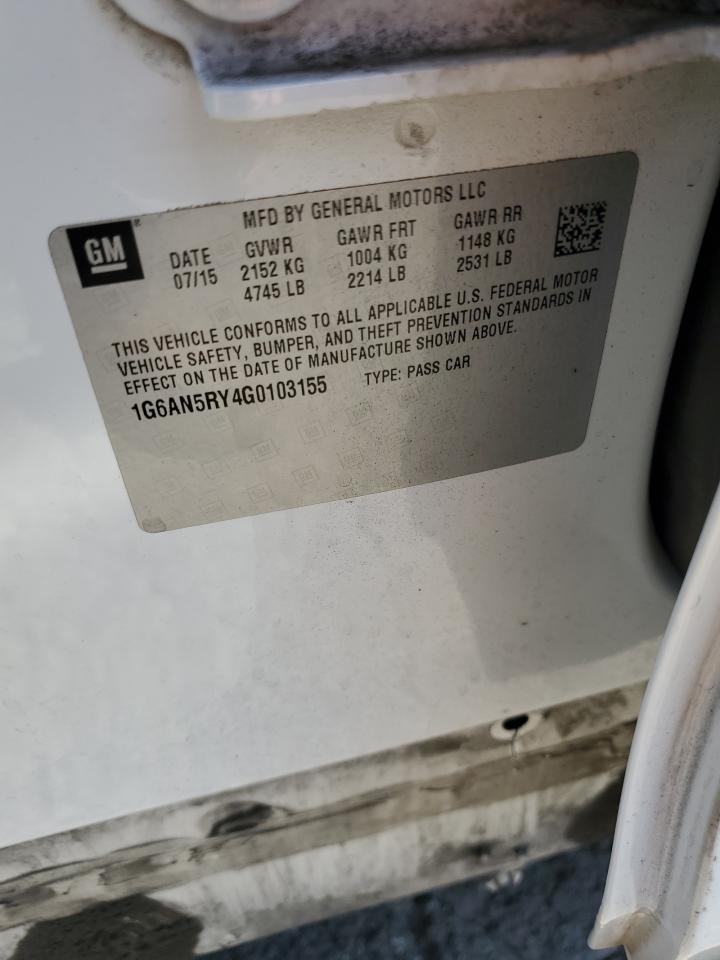 GM
MFD BY GENERAL MOTORS LLC
DATE GVWR GAWR FRT GAWR RR
07/15 2152 KG 1004 KG 1148 KG
4745 LB 2214 LB 2531 LB
THIS VEHICLE CONFORMS TO ALL APPLICABLE U.S. FEDERAL MOTOR
VEHICLE SAFETY, BUMPER, AND THEFT PREVENTION STANDARDS IN
EFFECT ON THE DATE OF MANUFACTURE SHOWN ABOVE.
1G6AN5RY4G0103155 TYPE: PASS CAR